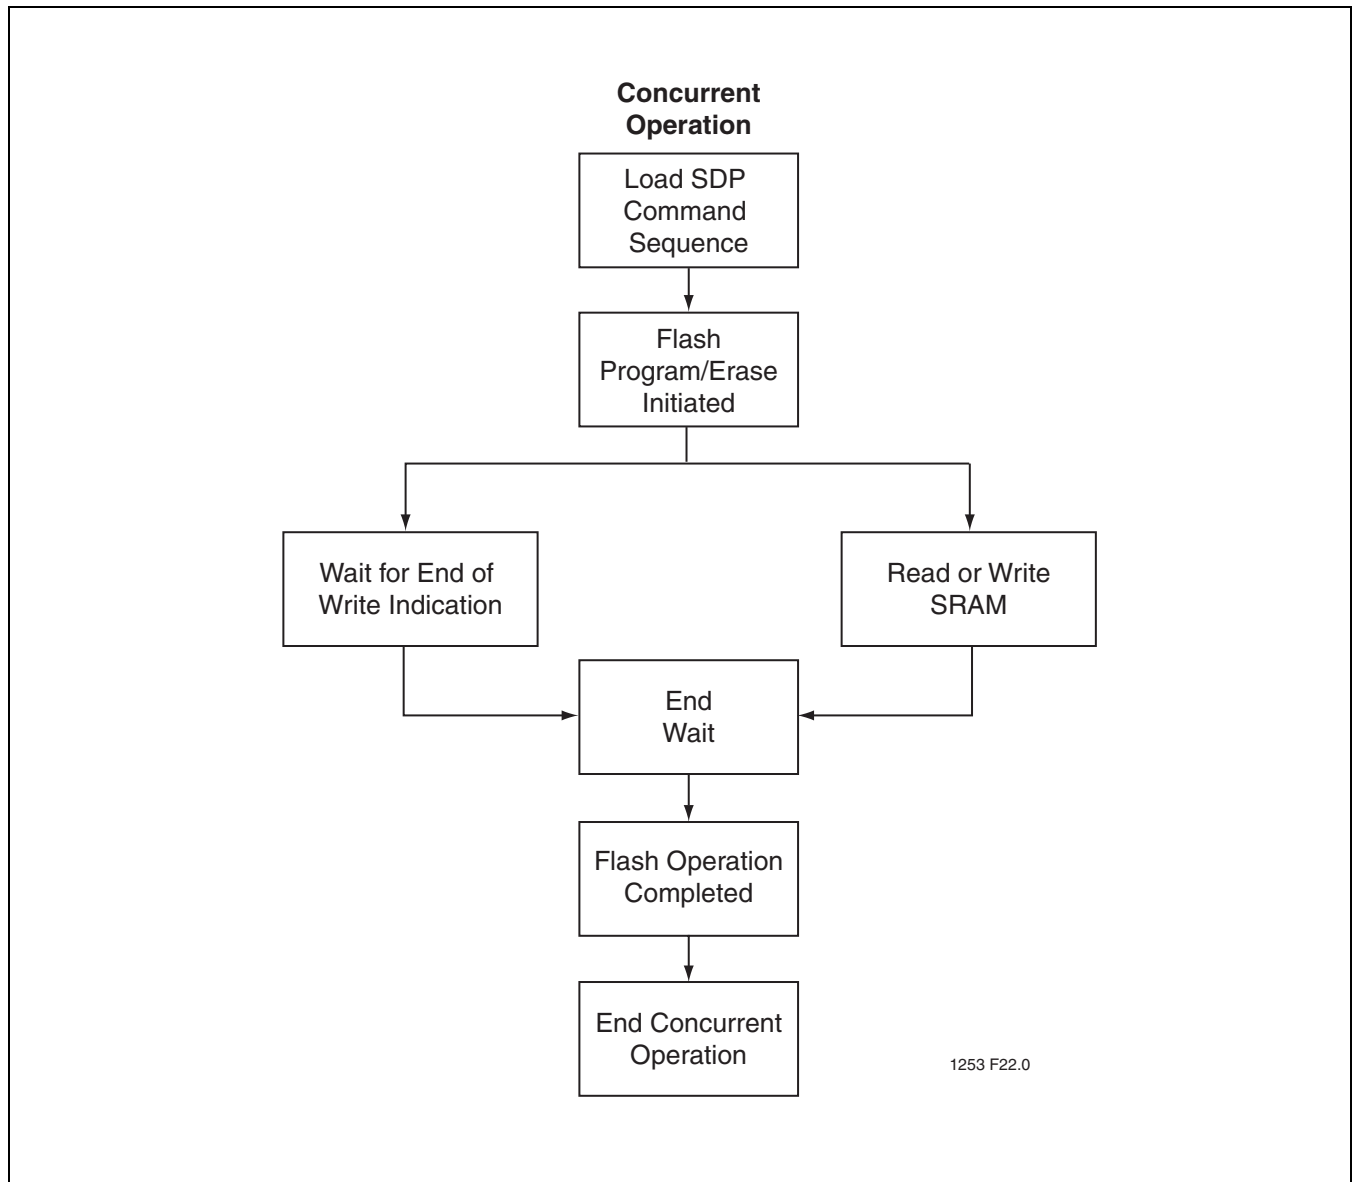 Concurrent
Operation
Load SDP
Command
Sequence
Flash
Program/Erase
Initiated
Wait for End of
Write Indication
Read or Write
SRAM
End
Wait
Flash Operation
Completed
End Concurrent
Operation
1253 F22.0